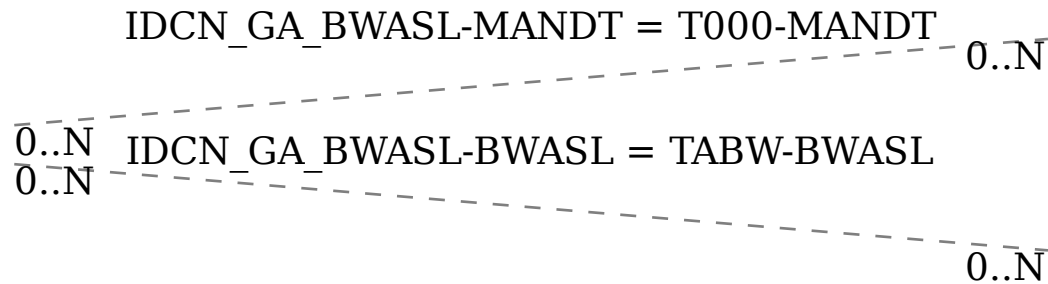 IDCN_GA_BWASL-MANDT = T000-MANDT
0..N
0..N
IDCN_GA_BWASL-BWASL = TABW-BWASL
0..N
0..N